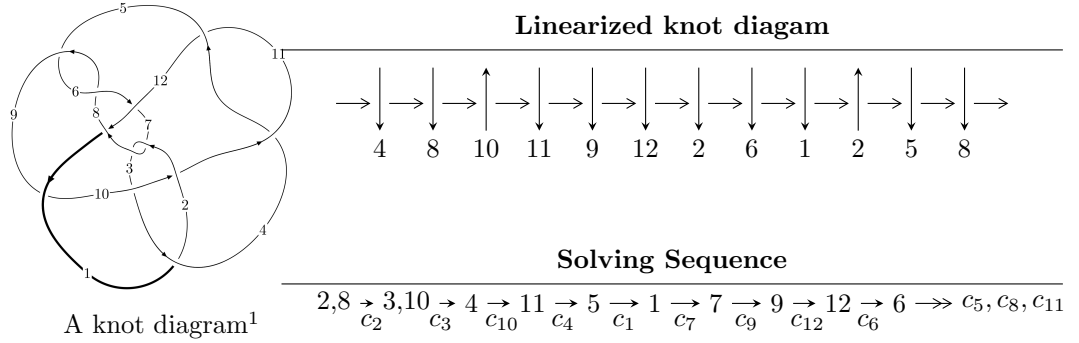 5
11
12
6
8
9
7
3
10
2
4
1
A knot diagram¹
Linearized knot diagam
4 8 10 11 9 12 2 6 1 2 5 8
Solving Sequence
2,8 → 3,10 → 4 → 11 → 5 → 1 → 7 → 9 → 12 → 6 →→ c₅, c₈, c₁₁
c₂ c₃ c₁₀ c₄ c₁ c₇ c₉ c₁₂ c₆